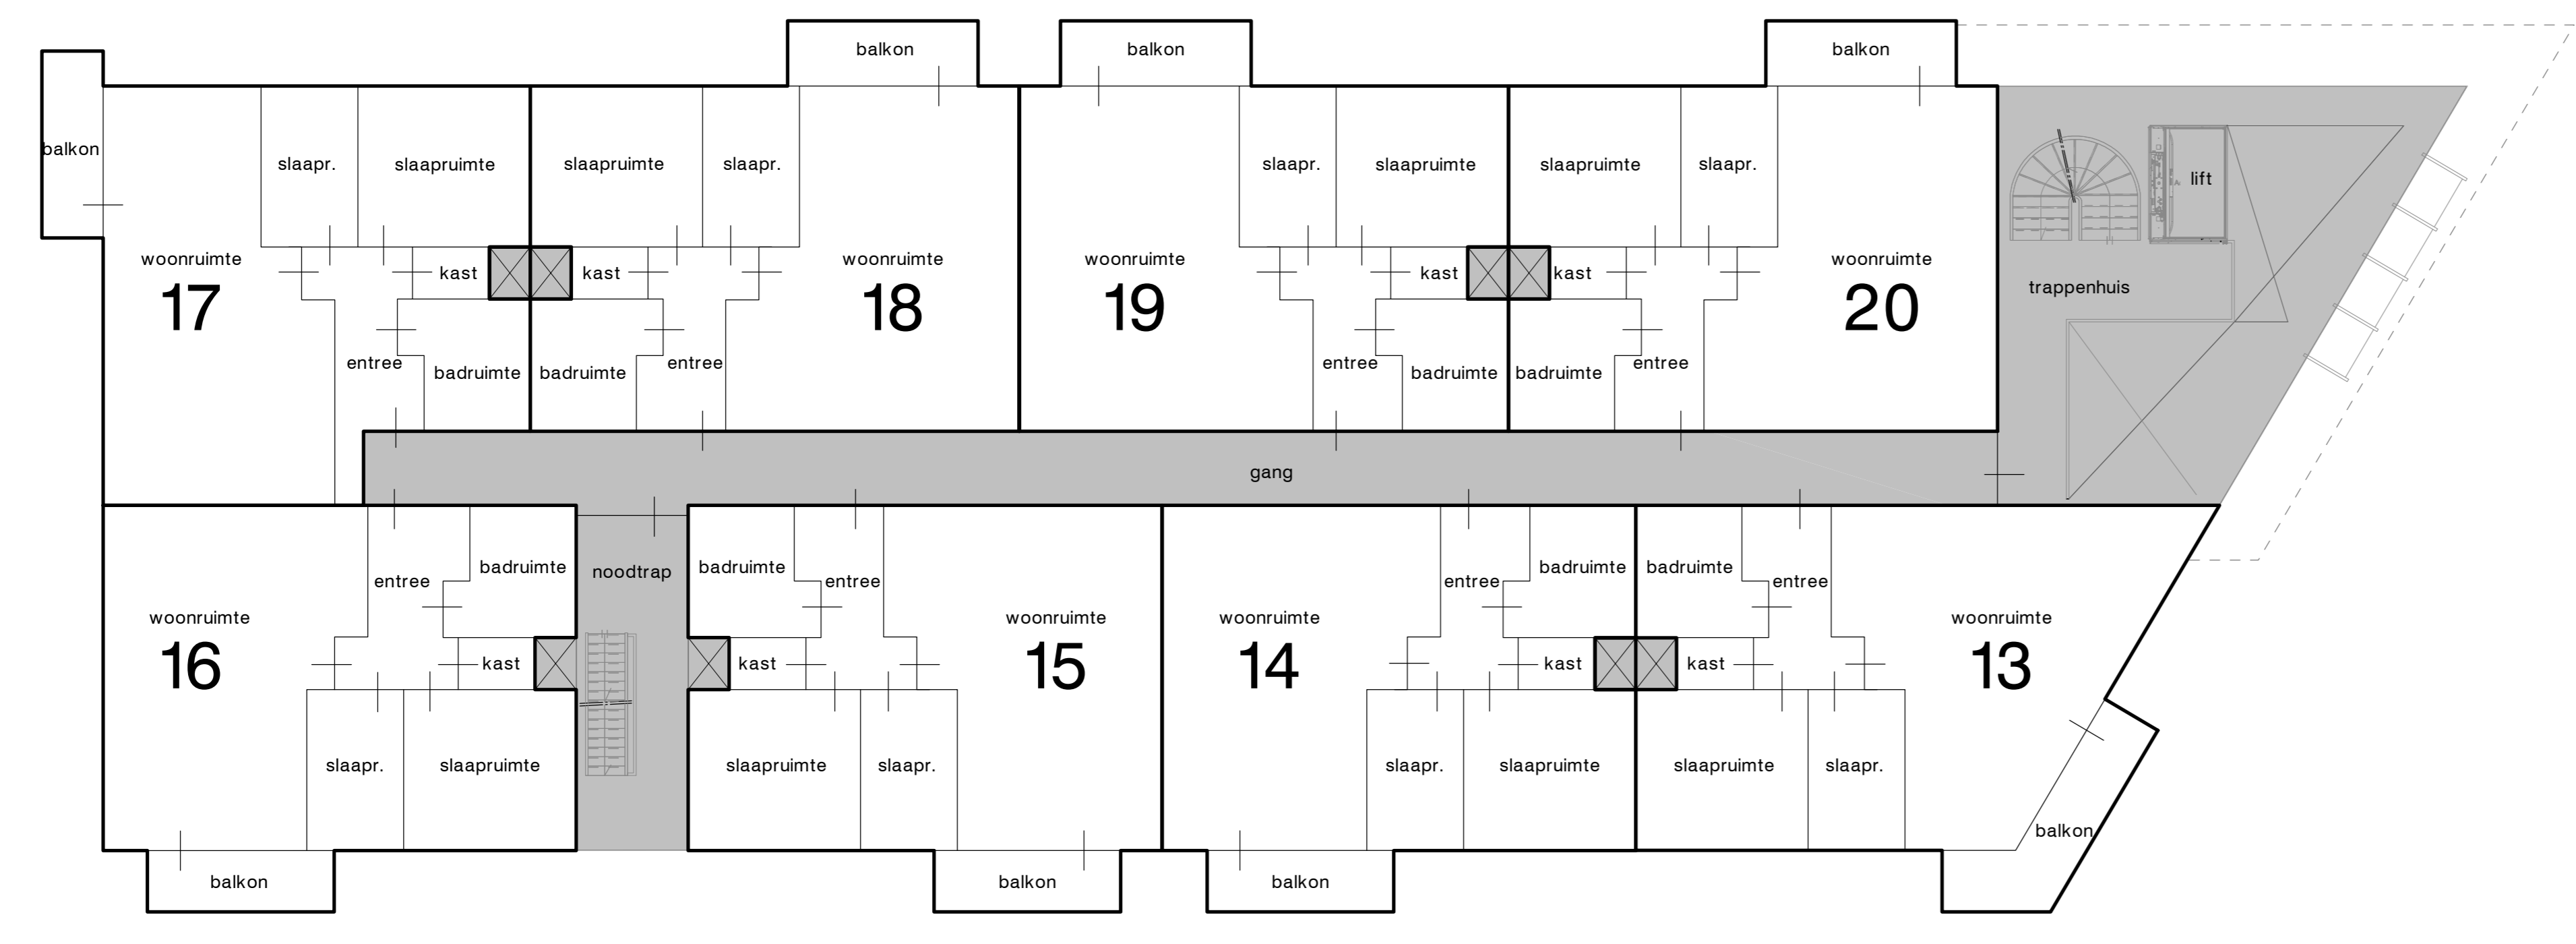 balkon balkon balkon
balkon
slaapr. slaapruimte slaapruimte slaapr. slaapr. slaapruimte slaapruimte slaapr.
lift
woonruimte woonruimte woonruimte woonruimte
kast kast kast kast
trappenhuis
17 18 19 20
entree entree entree entree
badruimte badruimte badruimte badruimte
gang
badruimte noodtrap badruimte badruimte badruimte
entree entree entree entree
woonruimte woonruimte woonruimte woonruimte
kast kast kast kast
16 15 14 13
slaapr. slaapruimte slaapruimte slaapr. slaapr. slaapruimte slaapruimte slaapr.
balkon
balkon balkon balkon